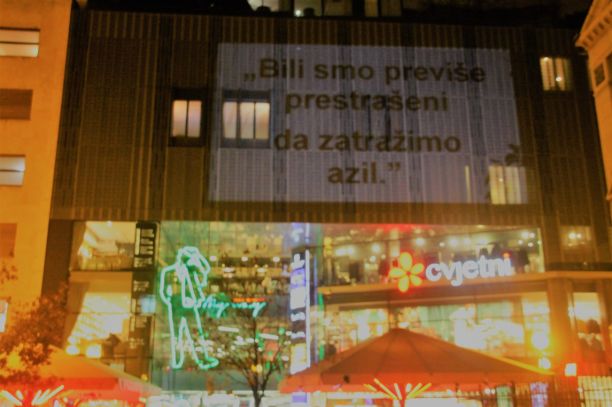 „Bili smo previše
prestrašeni
da zatražimo
azil.”
cvjetni